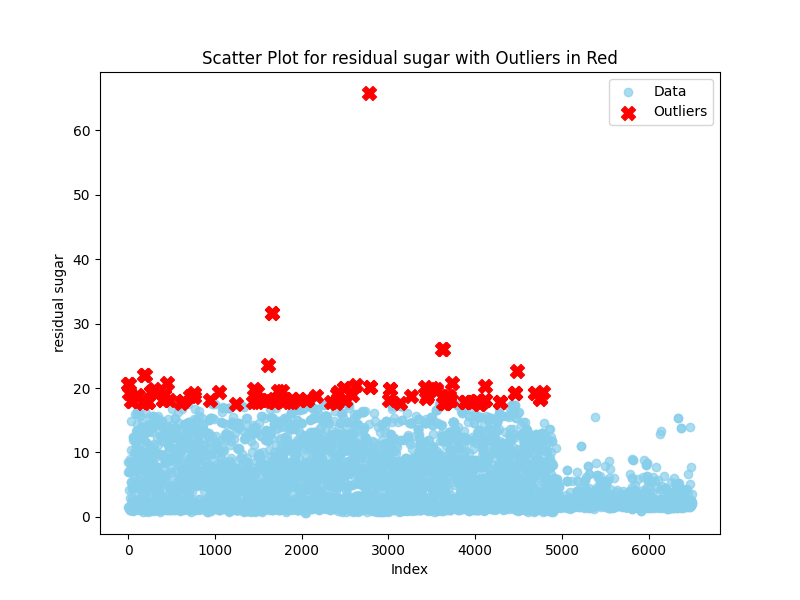 Scatter Plot for residual sugar with Outliers in Red
Data
Outliers
residual sugar
60
50
40
30
20
10
0
0 1000 2000 3000 4000 5000 6000
Index